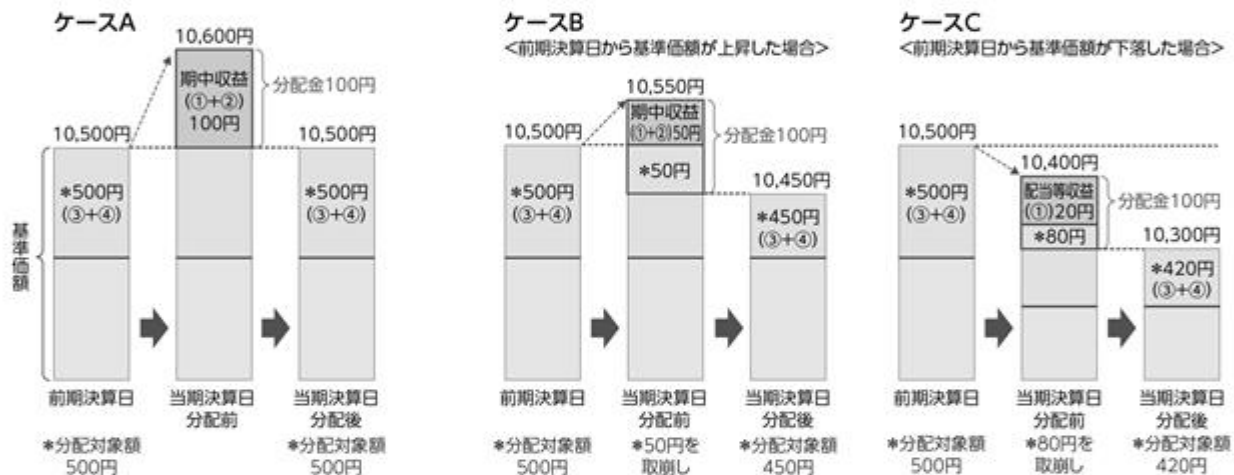 ケースA
10,600円
期中収益
(①+②)
100円
分配金100円
10,500円
10,500円
*500円
(③+④)
*500円
(③+④)
基準価額
前期決算日
当期決算日
分配前
当期決算日
分配後
*分配対象額
500円
*分配対象額
500円
ケースB
<前期決算日から基準価額が上昇した場合>
10,550円
期中収益
(①+②)50円
分配金100円
10,500円
*50円
10,450円
*500円
(③+④)
*450円
(③+④)
前期決算日
当期決算日
分配前
当期決算日
分配後
*分配対象額
500円
*50円を
取崩し
*分配対象額
450円
ケースC
<前期決算日から基準価額が下落した場合>
10,500円
10,400円
配当等収益
(①)20円
分配金100円
*80円
10,300円
*500円
(③+④)
*420円
(③+④)
前期決算日
当期決算日
分配前
当期決算日
分配後
*分配対象額
500円
*80円を
取崩し
*分配対象額
420円